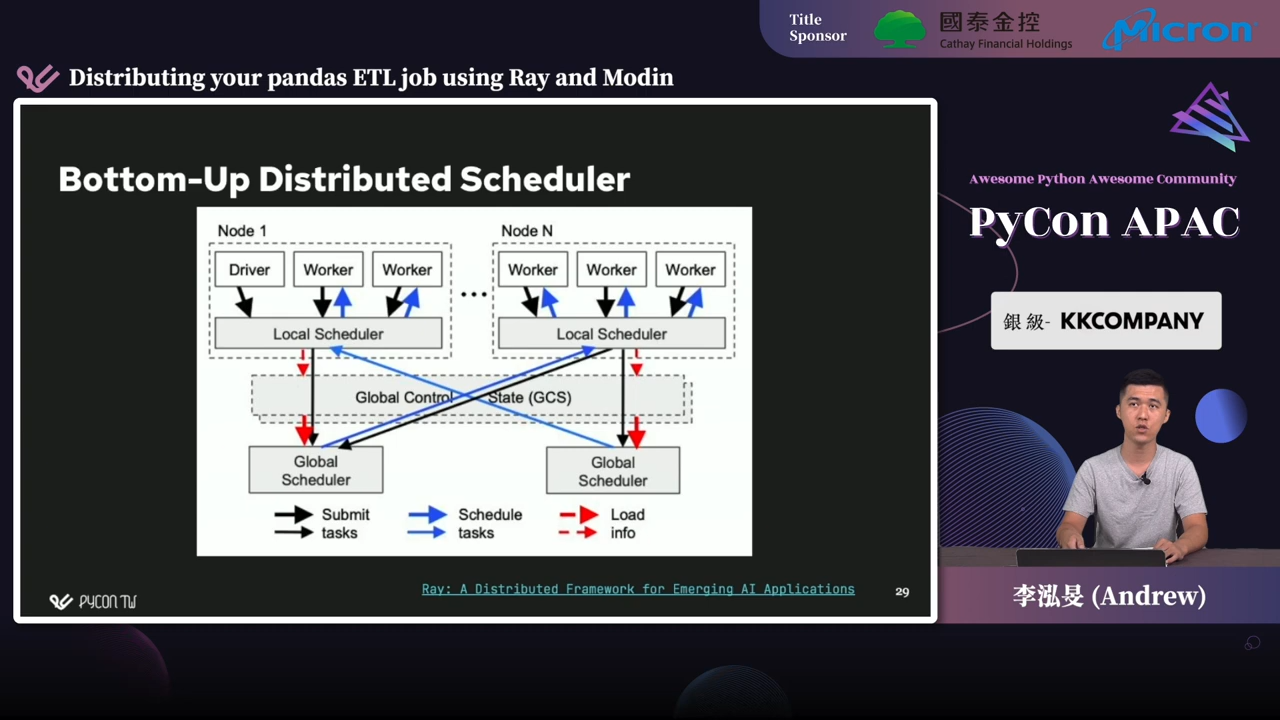 Title
Sponsor
國泰金控
Cathay Financial Holdings
Micron
Distributing your pandas ETL job using Ray and Modin
Bottom-Up Distributed Scheduler
Node 1
Node N
Driver
Worker
Worker
...
Worker
Worker
Worker
Local Scheduler
Local Scheduler
Global Control State (GCS)
Global
Scheduler
Global
Scheduler
Submit
tasks
Schedule
tasks
Load
info
PYCON TW
Ray: A Distributed Framework for Emerging AI Applications
29
Awesome Python Awesome Community
PyCon APAC
銀級- KKCOMPANY
李泓旻 (Andrew)